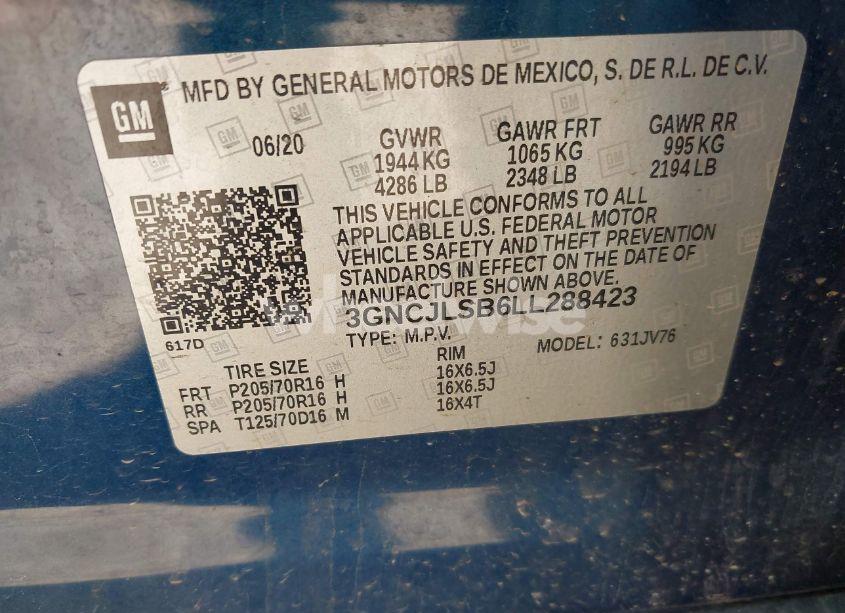 GM
MFD BY GENERAL MOTORS DE MEXICO, S. DE R.L. DE C.V.
06/20 GVWR GAWR FRT GAWR RR
1944 KG 1065 KG 995 KG
4286 LB 2348 LB 2194 LB
THIS VEHICLE CONFORMS TO ALL
APPLICABLE U.S. FEDERAL MOTOR
VEHICLE SAFETY AND THEFT PREVENTION
STANDARDS IN EFFECT ON THE DATE OF
MANUFACTURE SHOWN ABOVE.
3GNCJLSB6LL288423
617D TYPE: M.P.V. MODEL: 631JV76
TIRE SIZE RIM
FRT P205/70R16 H 16X6.5J
RR P205/70R16 H 16X6.5J
SPA T125/70D16 M 16X4T